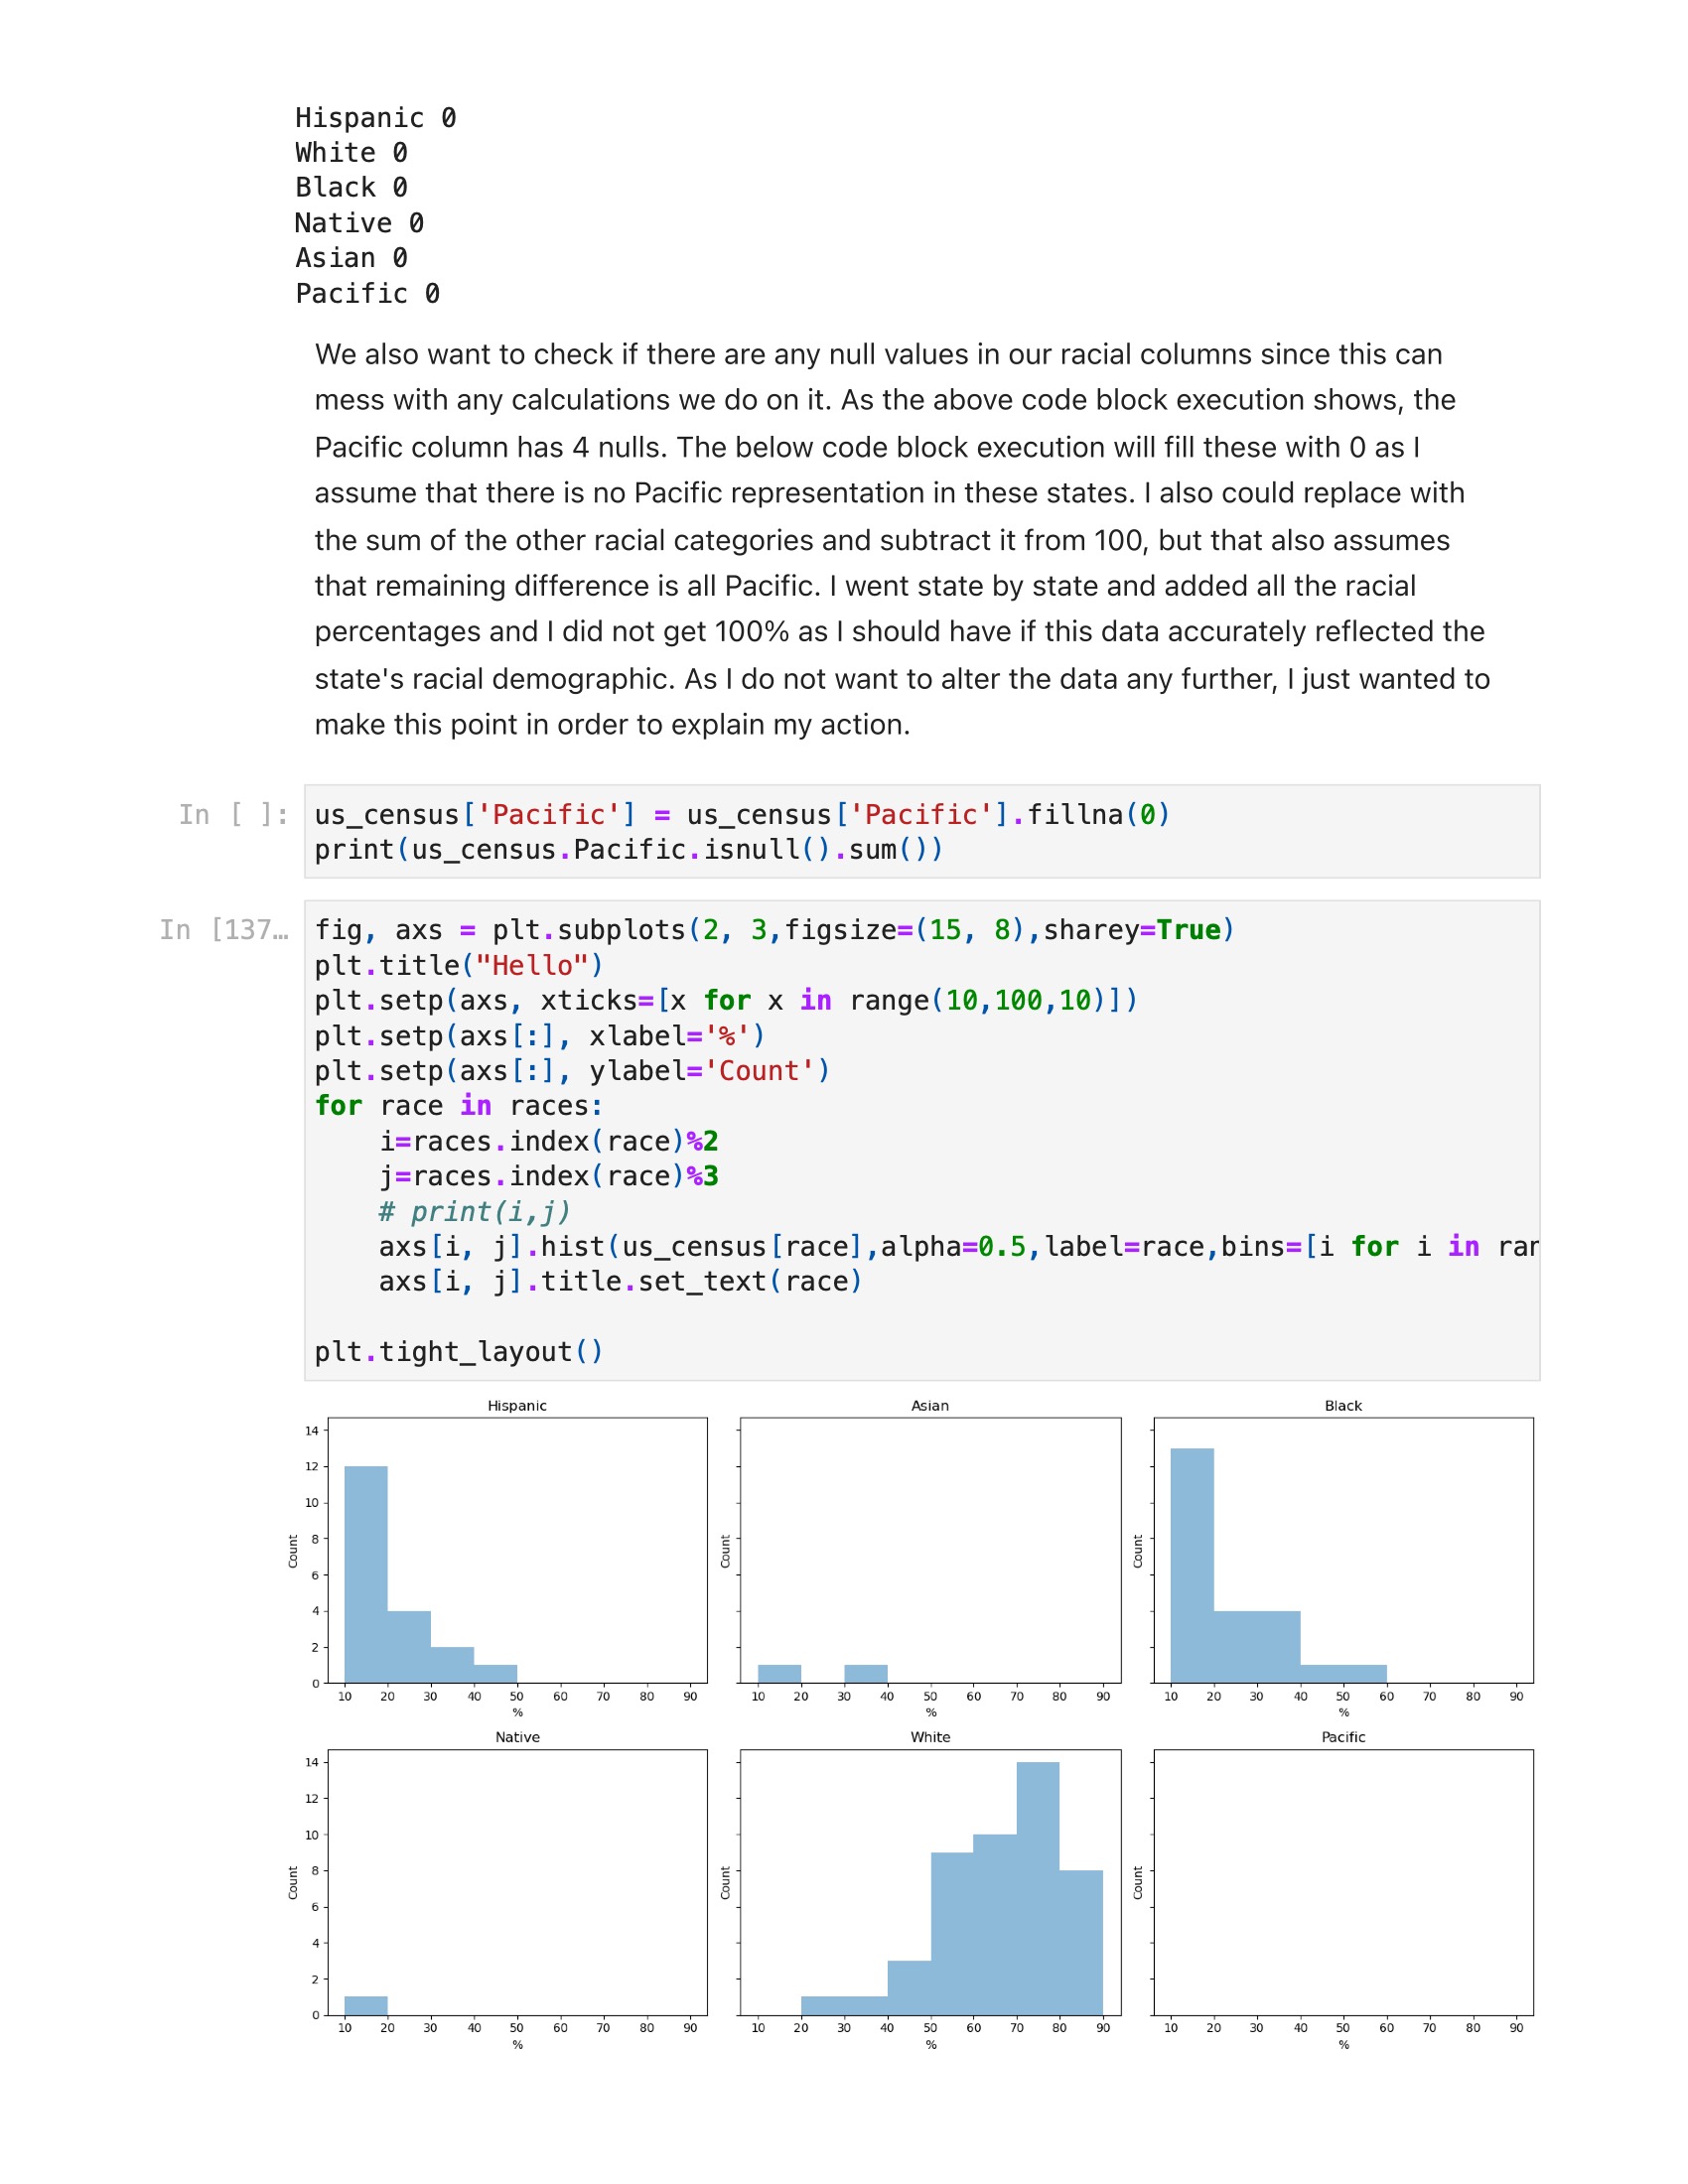 Hispanic 0
White 0
Black 0
Native 0
Asian 0
Pacific 0
We also want to check if there are any null values in our racial columns since this can
mess with any calculations we do on it. As the above code block execution shows, the
Pacific column has 4 nulls. The below code block execution will fill these with 0 as I
assume that there is no Pacific representation in these states. I also could replace with
the sum of the other racial categories and subtract it from 100, but that also assumes
that remaining difference is all Pacific. I went state by state and added all the racial
percentages and I did not get 100% as I should have if this data accurately reflected the
state's racial demographic. As I do not want to alter the data any further, I just wanted to
make this point in order to explain my action.
In [ ]:
us_census['Pacific'] = us_census['Pacific'].fillna(0)
print(us_census.Pacific.isnull().sum())
In [137…
fig, axs = plt.subplots(2, 3,figsize=(15, 8),sharey=True)
plt.title("Hello")
plt.setp(axs, xticks=[x for x in range(10,100,10)])
plt.setp(axs[:], xlabel='%')
plt.setp(axs[:], ylabel='Count')
for race in races:
    i=races.index(race)%2
    j=races.index(race)%3
    # print(i,j)
    axs[i, j].hist(us_census[race],alpha=0.5,label=race,bins=[i for i in ran
    axs[i, j].title.set_text(race)
plt.tight_layout()
Hispanic
14
12
10
8
6
4
2
0
Count
10 20 30 40 50 60 70 80 90
%
Asian
Count
10 20 30 40 50 60 70 80 90
%
Black
Count
10 20 30 40 50 60 70 80 90
%
Native
14
12
10
8
6
4
2
0
Count
10 20 30 40 50 60 70 80 90
%
White
Count
10 20 30 40 50 60 70 80 90
%
Pacific
Count
10 20 30 40 50 60 70 80 90
%